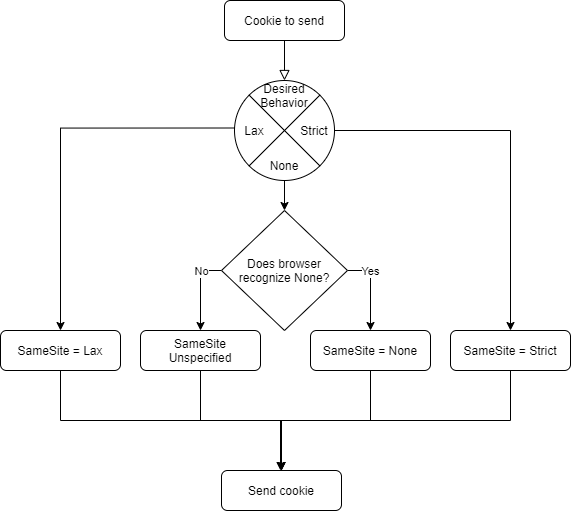 Cookie to send
Desired
Behavior
Lax
Strict
None
Does browser
recognize None?
No
Yes
SameSite = Lax
SameSite
Unspecified
SameSite = None
SameSite = Strict
Send cookie